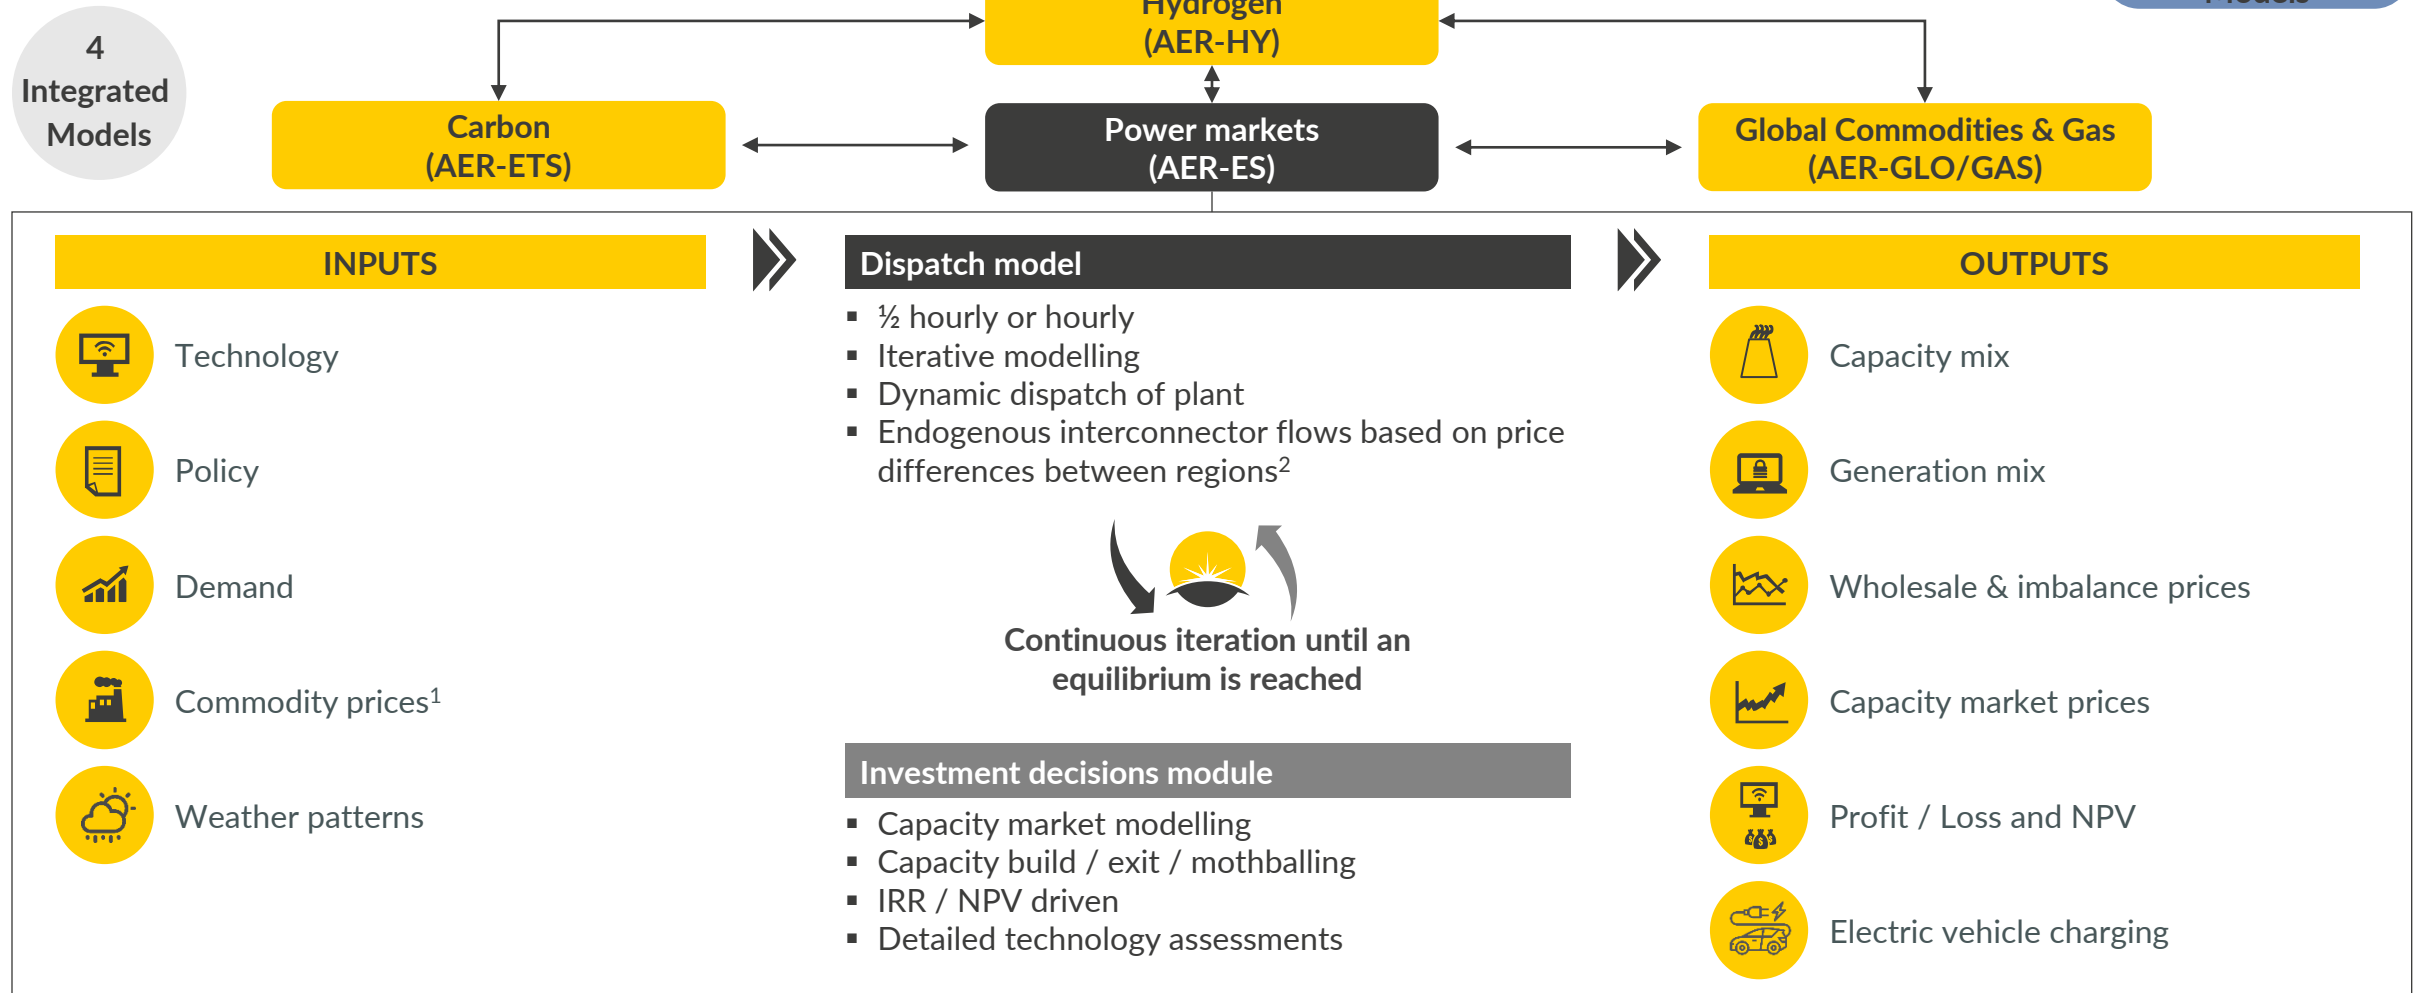 Hydrogen
(AER-HY)
Models
4
Integrated
Models
Carbon
(AER-ETS)
Power markets
(AER-ES)
Global Commodities & Gas
(AER-GLO/GAS)
INPUTS
Technology
Policy
Demand
Commodity prices¹
Weather patterns
Dispatch model
▪ ½ hourly or hourly
▪ Iterative modelling
▪ Dynamic dispatch of plant
▪ Endogenous interconnector flows based on price
differences between regions²
Continuous iteration until an
equilibrium is reached
Investment decisions module
▪ Capacity market modelling
▪ Capacity build / exit / mothballing
▪ IRR / NPV driven
▪ Detailed technology assessments
OUTPUTS
Capacity mix
Generation mix
Wholesale & imbalance prices
Capacity market prices
Profit / Loss and NPV
Electric vehicle charging